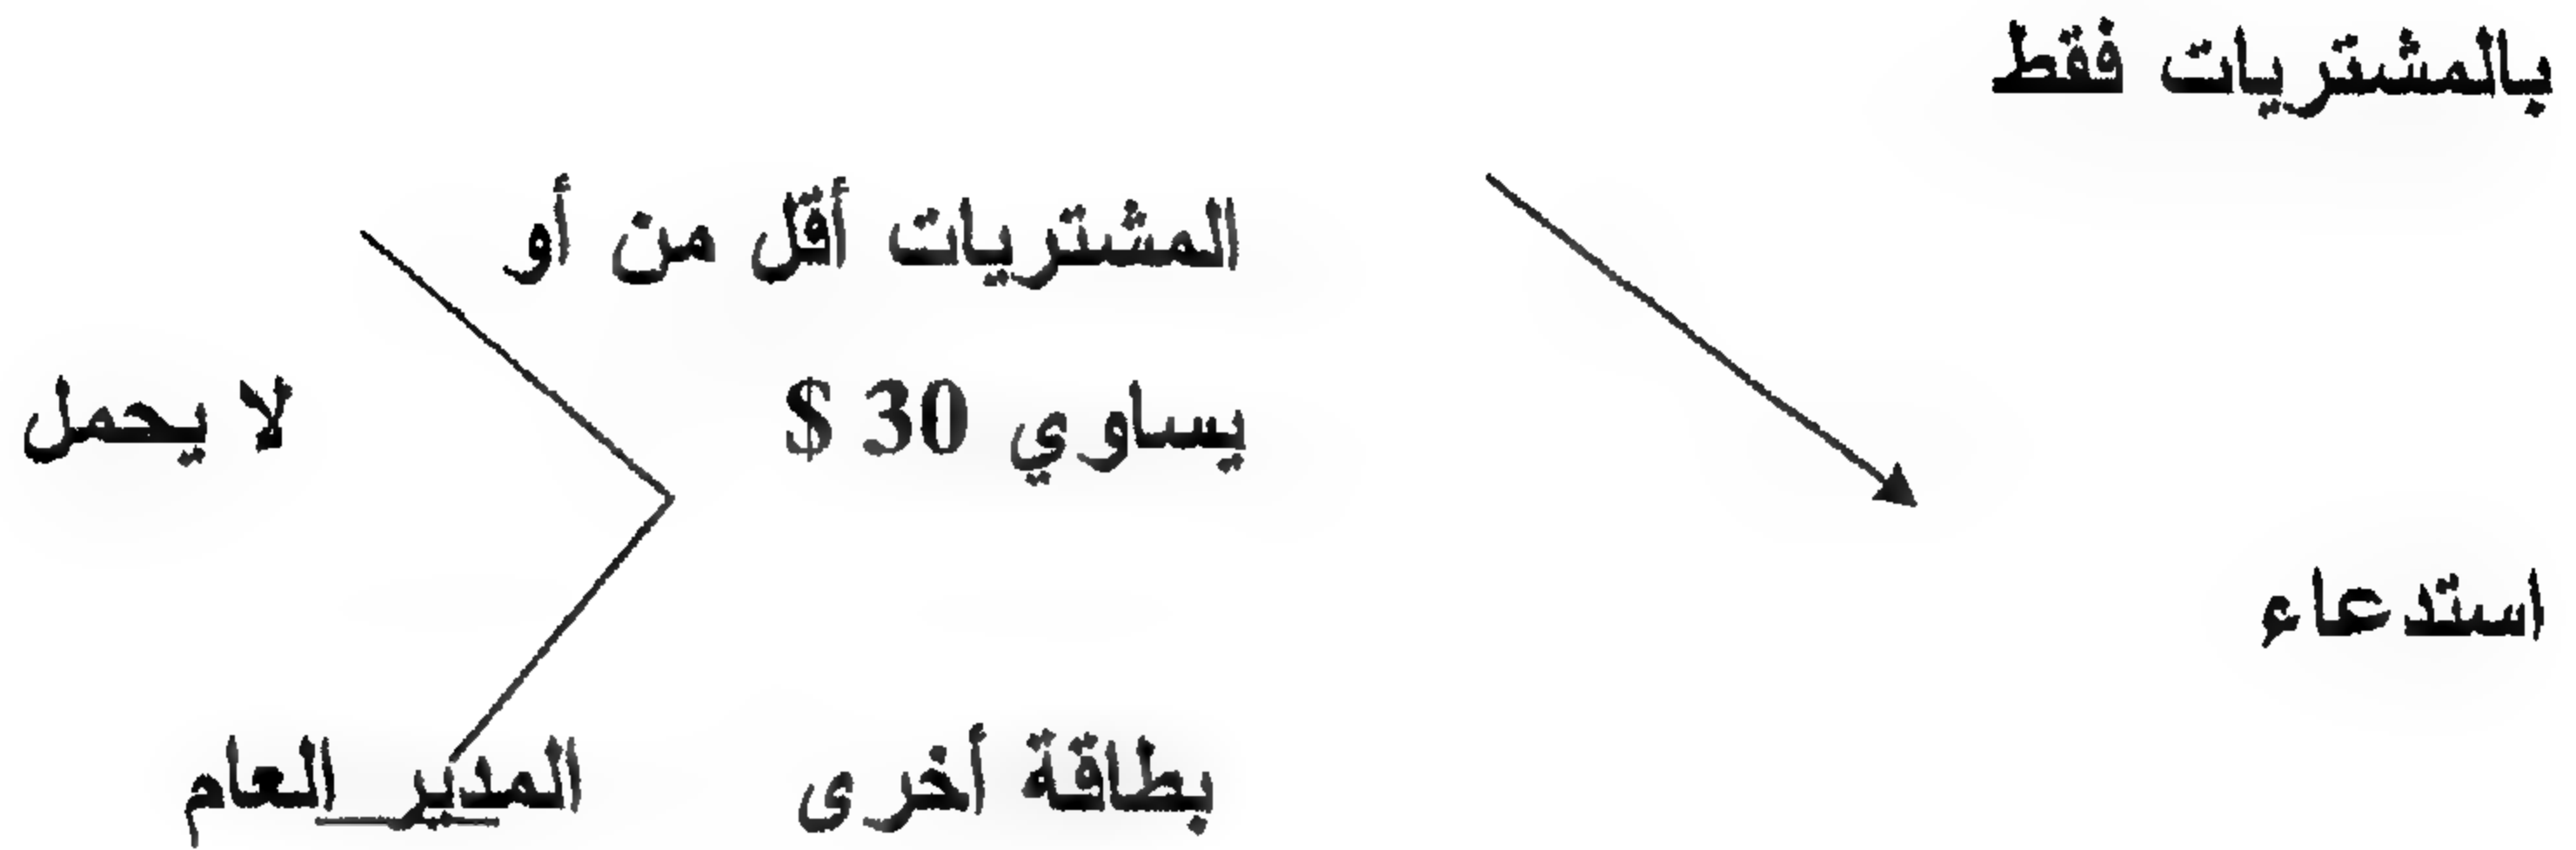 بالمشتريات فقط
المشتريات أقل من أو
يساوي 30 $
لا يحمل
استدعاء
بطاقة أخرى
المدير العام